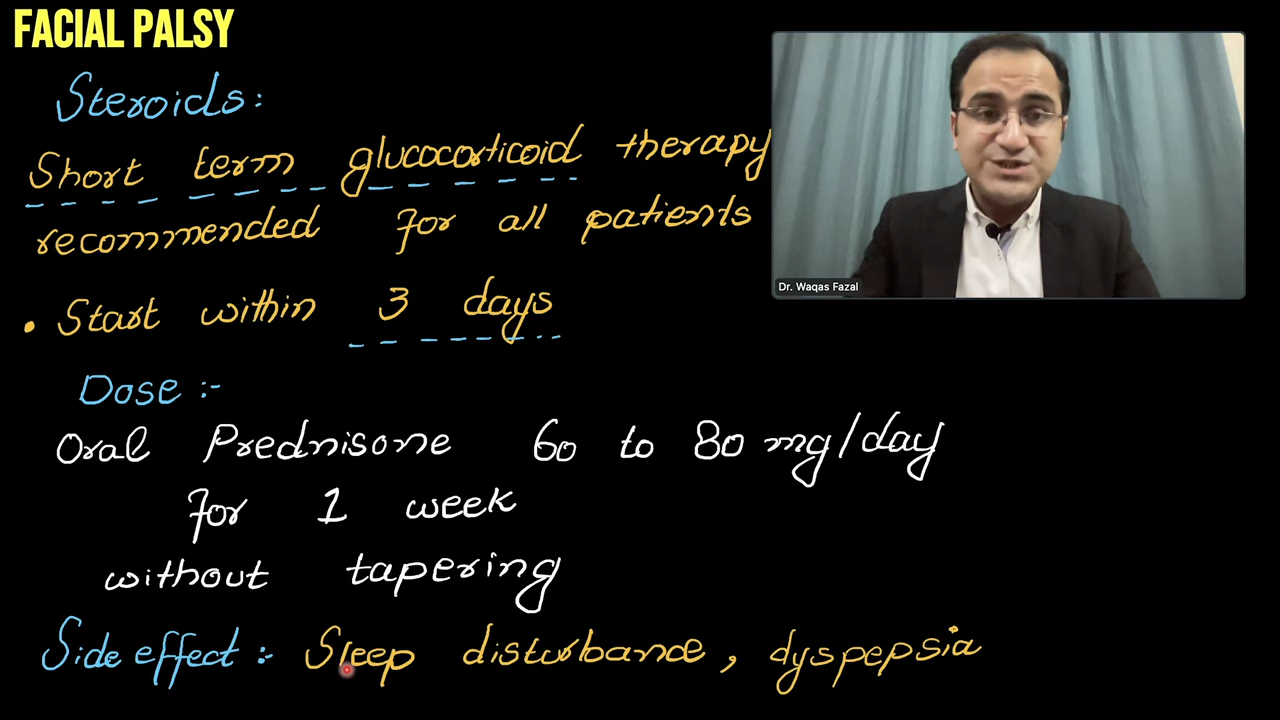 FACIAL PALSY
Steroids:
Short term glucocorticoid therapy
recommended for all patients
• Start within 3 days
Dose :-
Oral Prednisone 60 to 80 mg/day
for 1 week
without tapering
Side effect :- Sleep disturbance, dyspepsia
Dr. Waqas Fazal